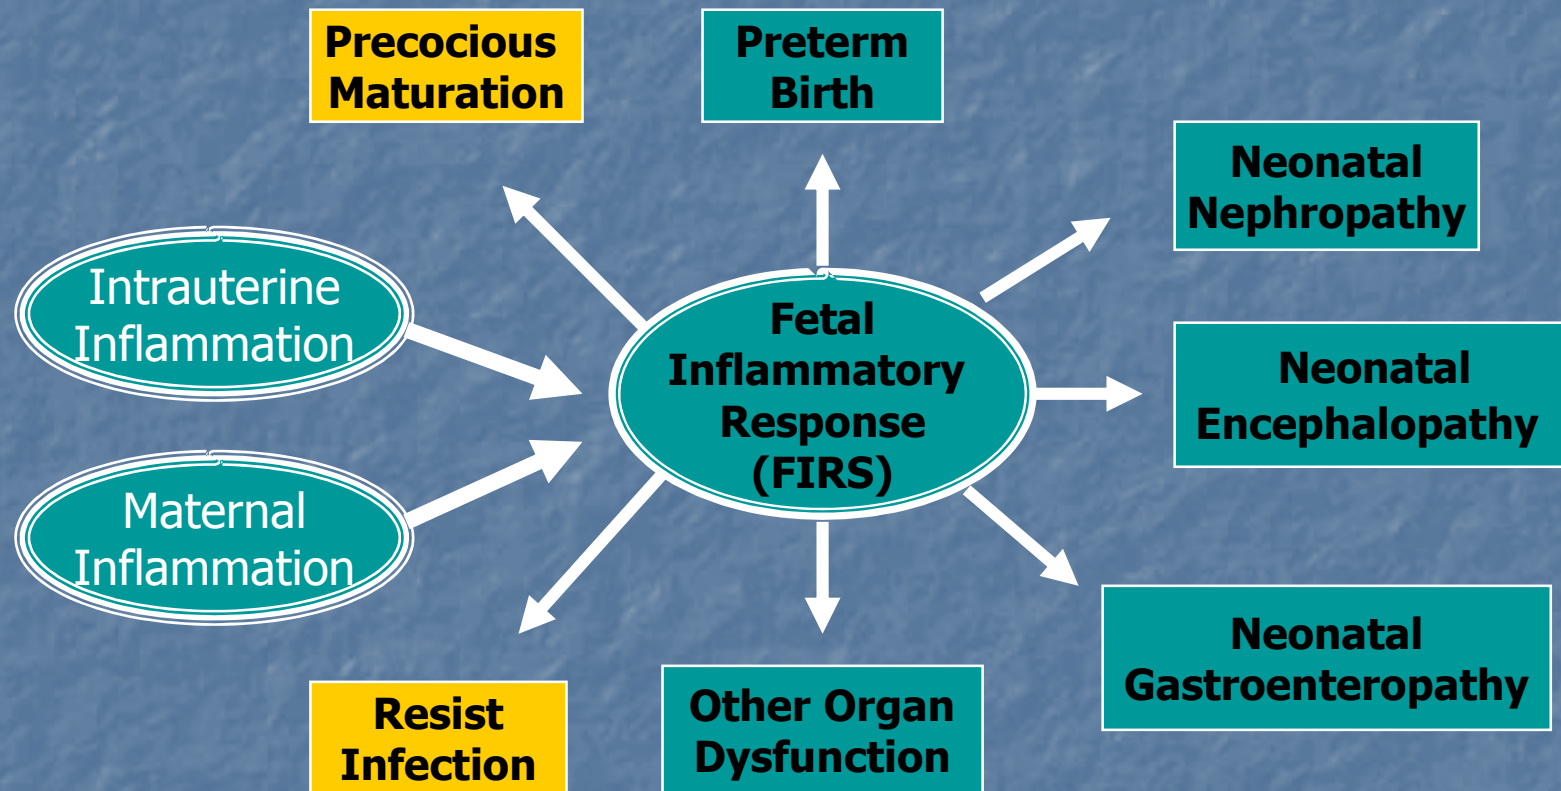 Precocious
Maturation
Preterm
Birth
Neonatal
Nephropathy
Intrauterine
Inflammation
Fetal
Inflammatory
Response
(FIRS)
Neonatal
Encephalopathy
Maternal
Inflammation
Neonatal
Gastroenteropathy
Resist
Infection
Other Organ
Dysfunction